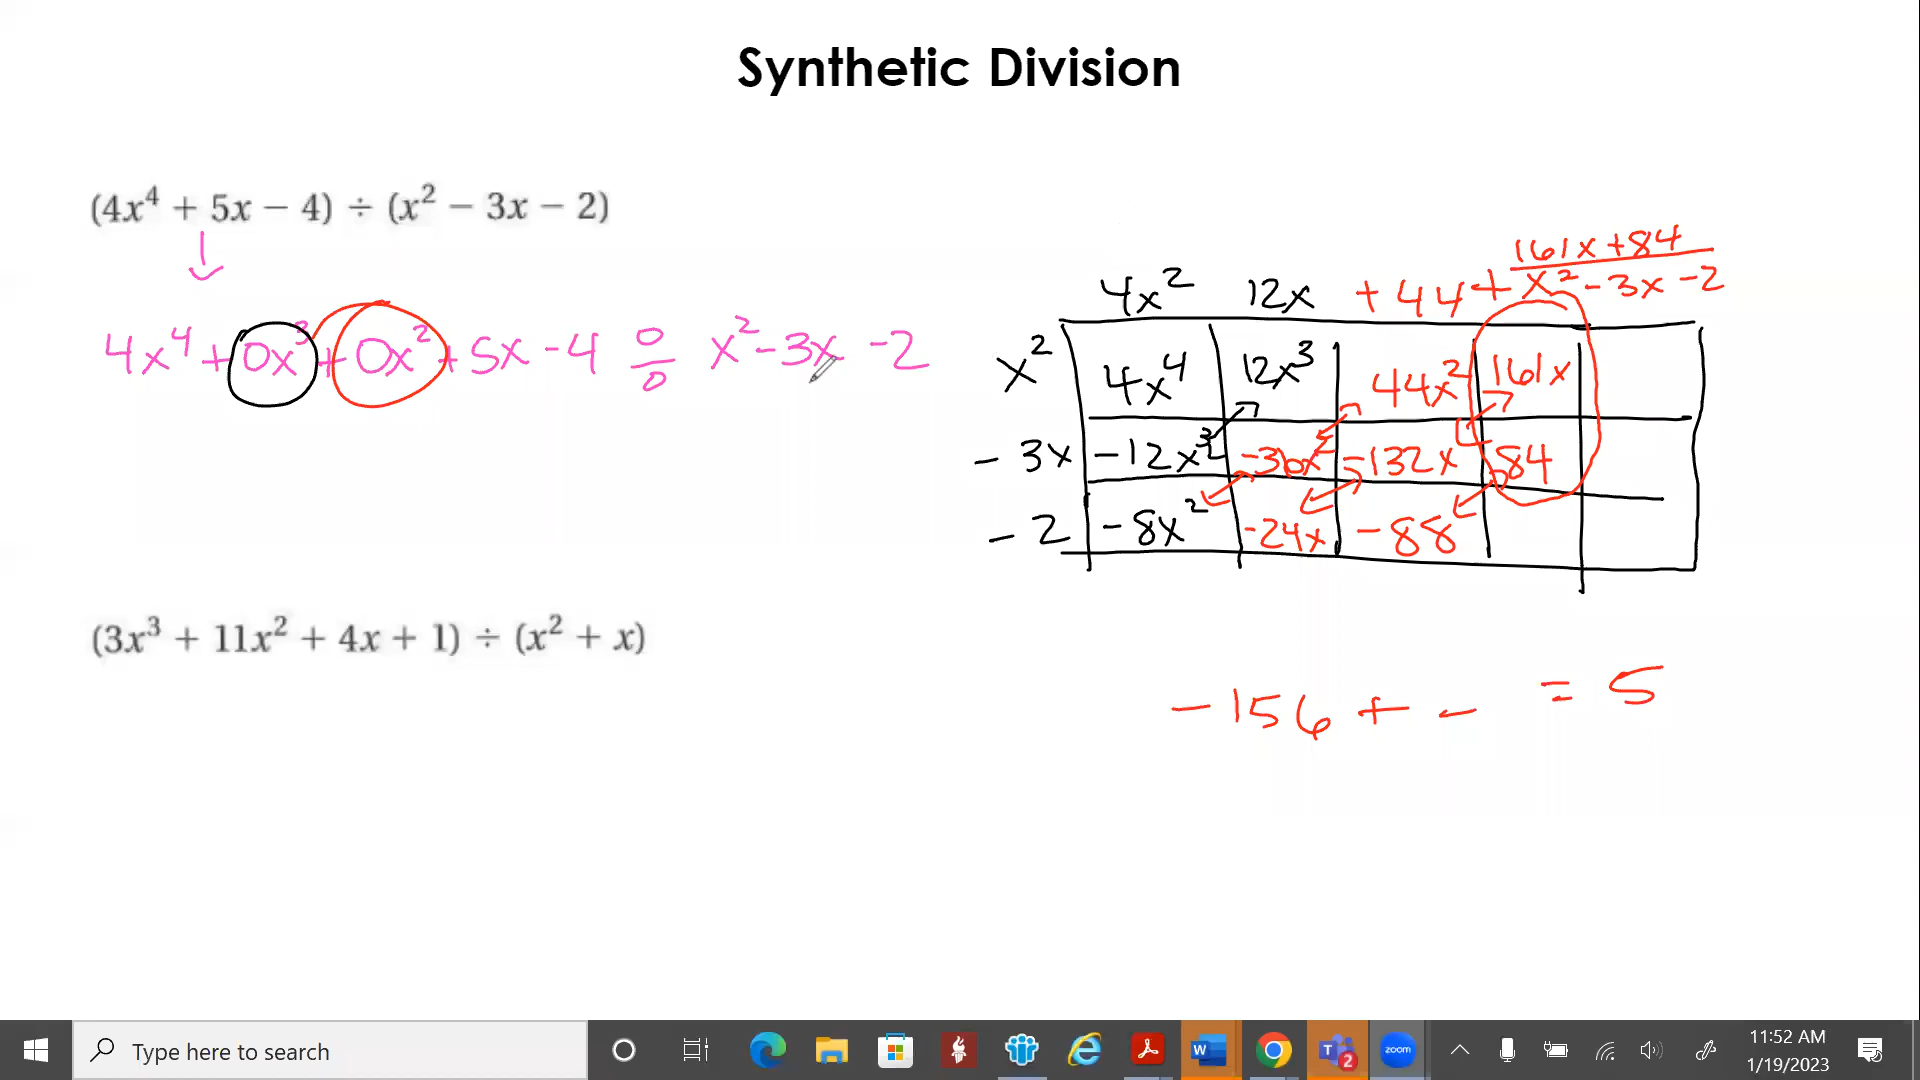 Synthetic Division
(4x⁴ + 5x − 4) ÷ (x² − 3x − 2)
4x⁴ + 0x³ + 0x² + 5x - 4 ÷ x² - 3x - 2
161x + 84
4x² 12x + 44 + x² - 3x - 2
x² 4x⁴ 12x³ 44x² 161x
- 3x - 12x³ - 36x² - 132x 84
- 2 - 8x² - 24x - 88
(3x³ + 11x² + 4x + 1) ÷ (x² + x)
- 156 + - = 5
Type here to search
W
T
2
zoom
11:52 AM
1/19/2023